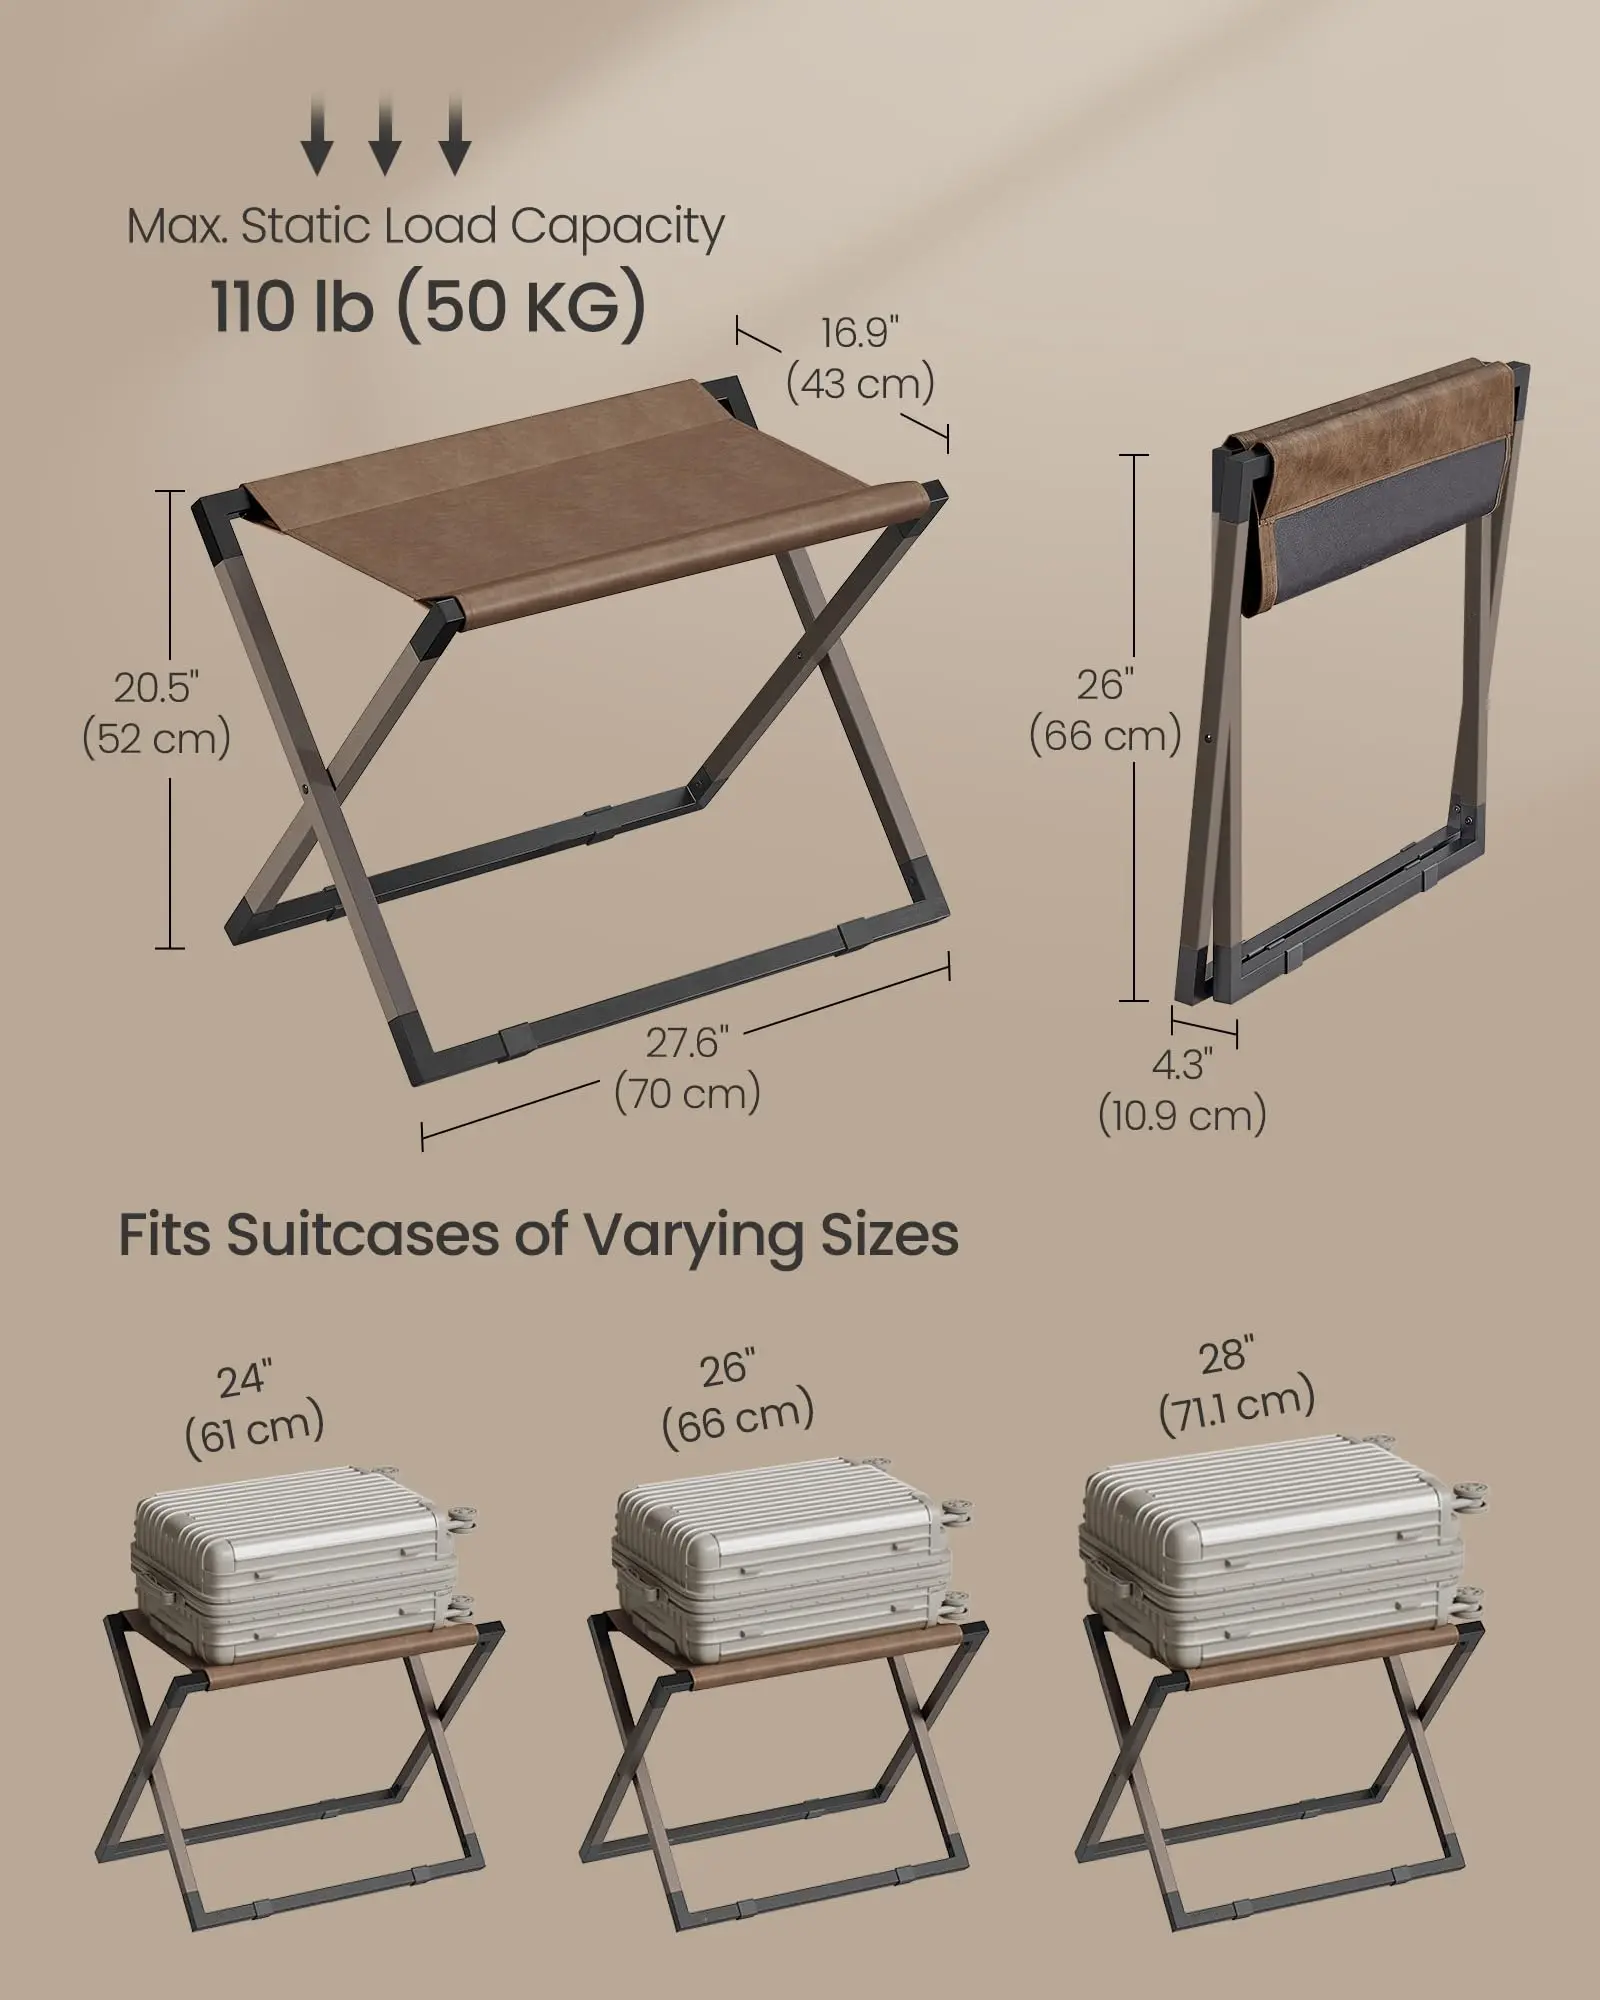 Max. Static Load Capacity
110 lb (50 KG)
16.9"
(43 cm)
20.5"
(52 cm)
26"
(66 cm)
27.6"
(70 cm)
4.3"
(10.9 cm)
Fits Suitcases of Varying Sizes
24"
(61 cm)
26"
(66 cm)
28"
(71.1 cm)